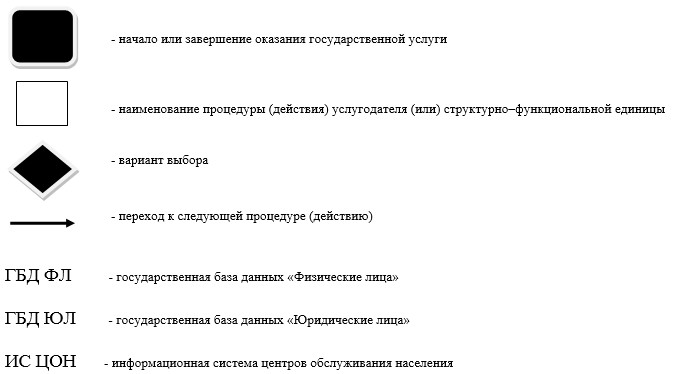 - начало или завершение оказания государственной услуги
- наименование процедуры (действия) услугодателя (или) структурно–функциональной единицы
- вариант выбора
- переход к следующей процедуре (действию)
ГБД ФЛ - государственная база данных «Физические лица»
ГБД ЮЛ - государственная база данных «Юридические лица»
ИС ЦОН - информационная система центров обслуживания населения